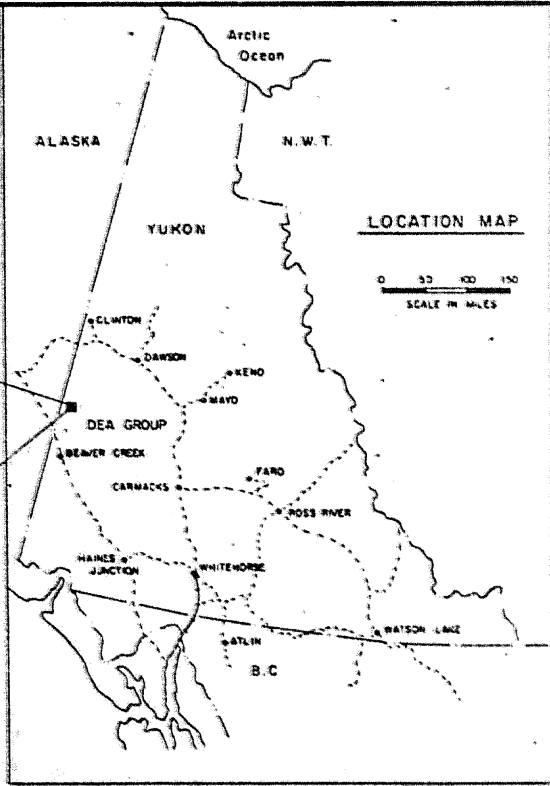 Arctic
Ocean
ALASKA
N.W.T.
YUKON
LOCATION MAP
0 50 100 150
SCALE IN MILES
CLINTON
DAWSON
KENO
MAYO
DEA GROUP
BEAVER CREEK
FARO
CARMACKS
ROSS RIVER
HAINES
JUNCTION
WHITEHORSE
WATSON LAKE
ATLIN
B.C